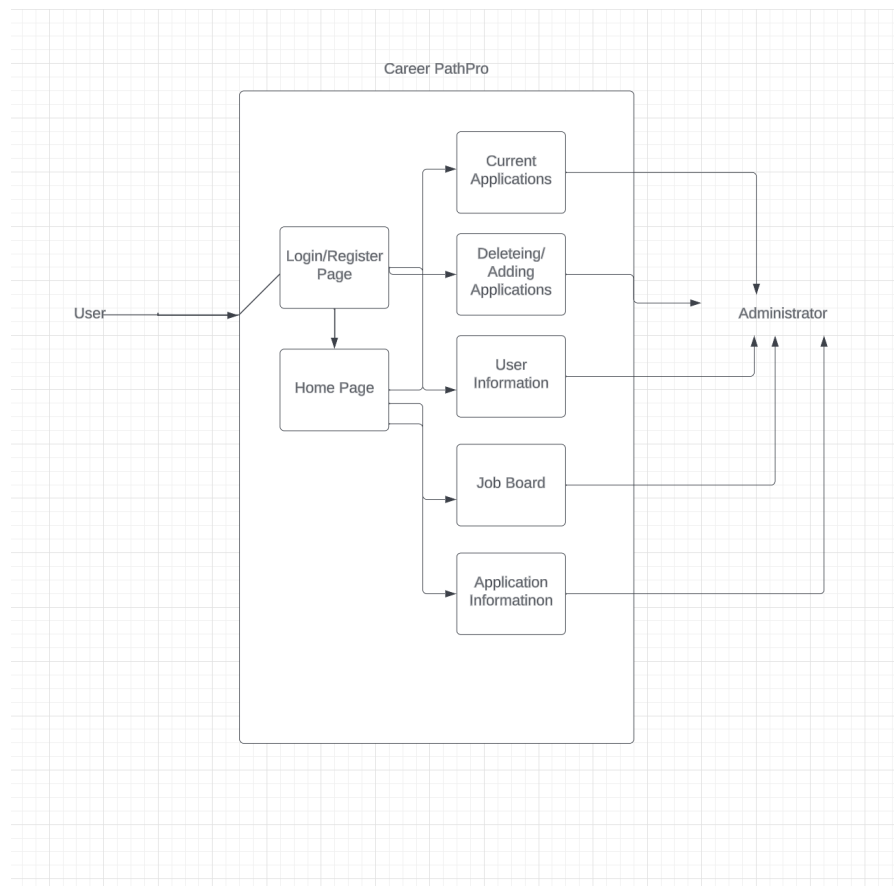 Career PathPro
Current
Applications
Login/Register
Page
Deleteing/
Adding
Applications
User
Administrator
User
Information
Home Page
Job Board
Application
Informatinon